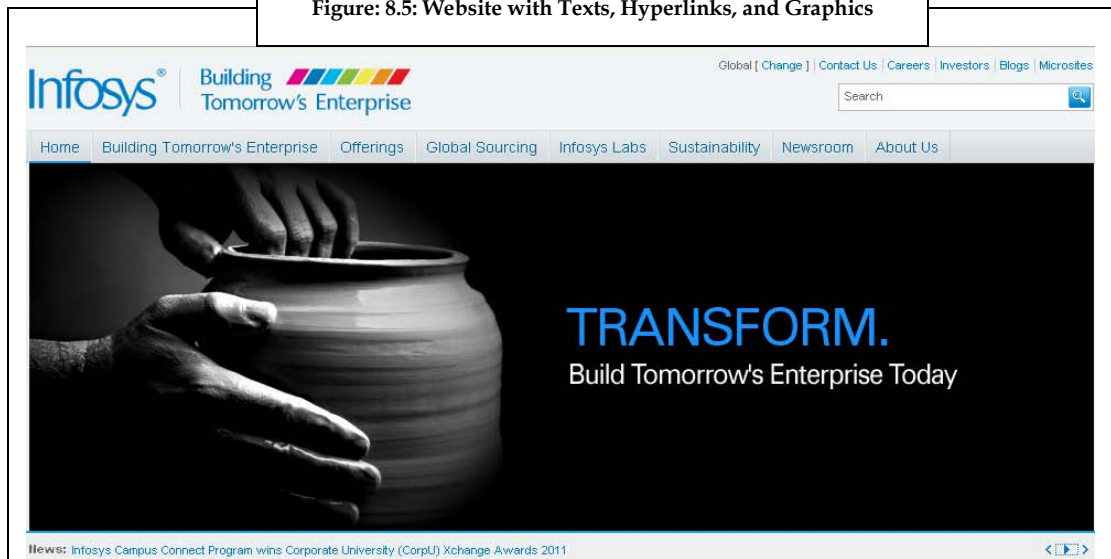 Figure: 8.5: Website with Texts, Hyperlinks, and Graphics
Infosys®
Building
Tomorrow's Enterprise
Global [ Change ] | Contact Us | Careers | Investors | Blogs | Microsites
Search
Home Building Tomorrow's Enterprise Offerings Global Sourcing Infosys Labs Sustainability Newsroom About Us
TRANSFORM.
Build Tomorrow's Enterprise Today
News: Infosys Campus Connect Program wins Corporate University (CorpU) Xchange Awards 2011